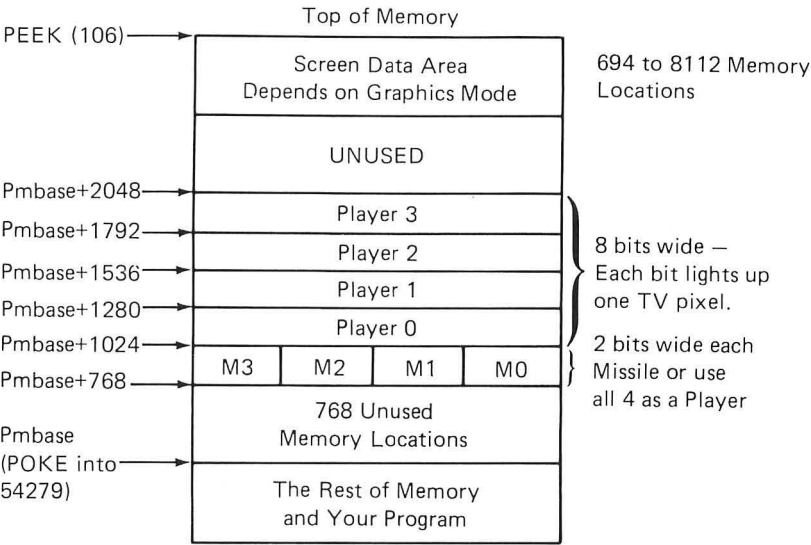 Top of Memory
PEEK (106)
Screen Data Area
Depends on Graphics Mode
694 to 8112 Memory
Locations
UNUSED
Pmbase+2048
Player 3
Pmbase+1792
Player 2
Pmbase+1536
Player 1
Pmbase+1280
Player 0
Pmbase+1024
8 bits wide —
Each bit lights up
one TV pixel.
M3 M2 M1 M0
Pmbase+768
2 bits wide each
Missile or use
all 4 as a Player
768 Unused
Memory Locations
Pmbase
(POKE into
54279)
The Rest of Memory
and Your Program